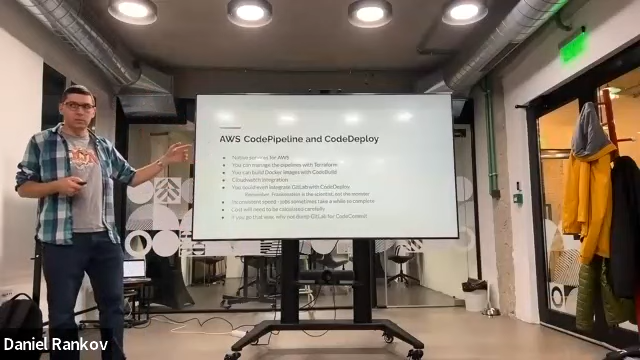 AWS CodePipeline and CodeDeploy
Native services for AWS
You can manage the pipelines with Terraform
You can build Docker images with CodeBuild
CloudWatch integration
You could even integrate GitLab with CodeDeploy
Remember: Frankenstein is the scientist, not the monster
Inconsistent speed - jobs sometimes take a while to complete
Cost will need to be calculated carefully
If you go that way, why not dump GitLab for CodeCommit
Daniel Rankov